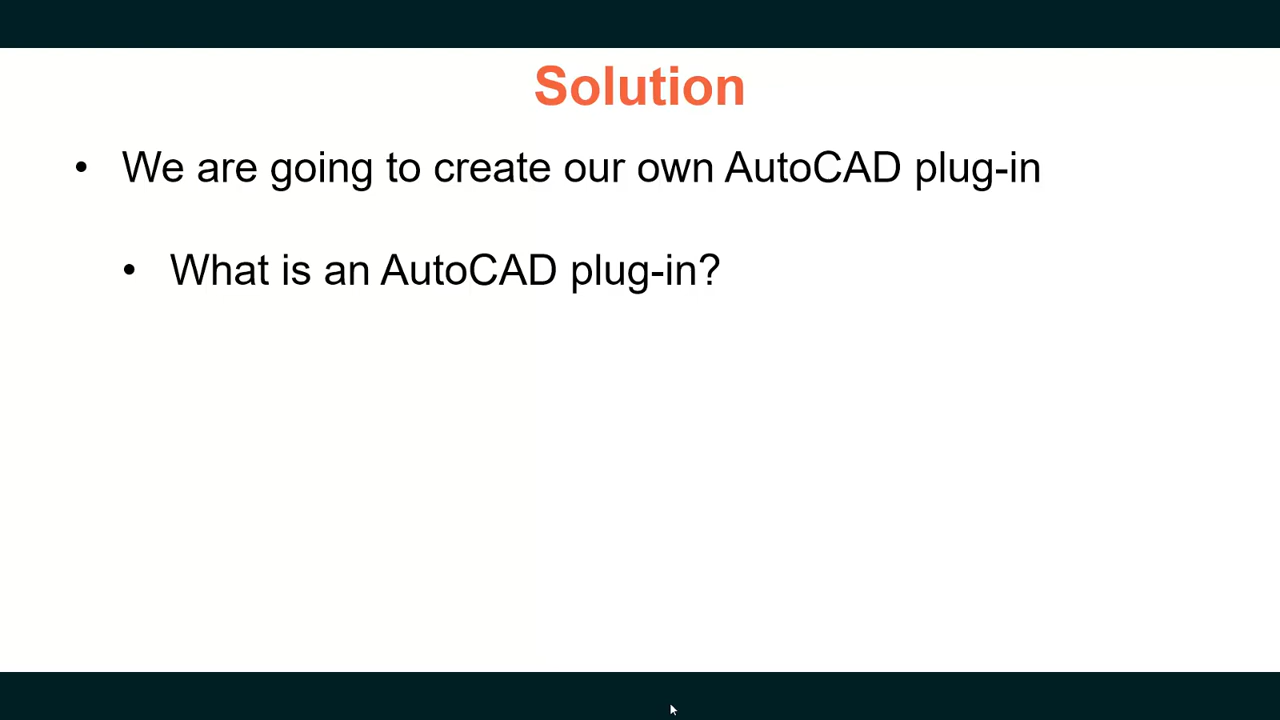 Solution
• We are going to create our own AutoCAD plug-in
• What is an AutoCAD plug-in?